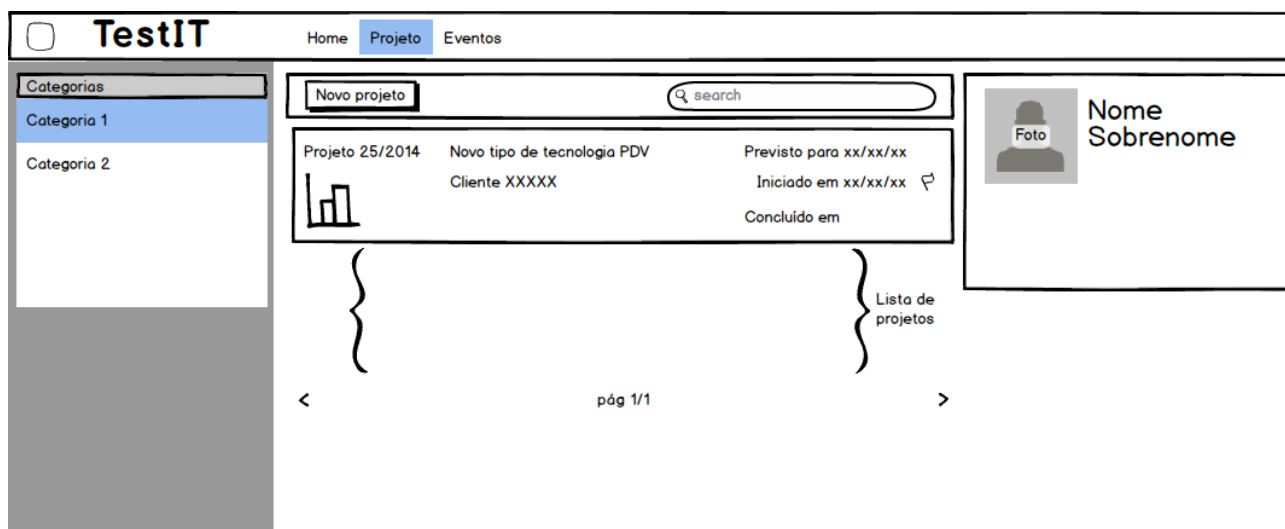 TestIT
Home Projeto Eventos
Categorias
Categoria 1
Categoria 2
Novo projeto
search
Projeto 25/2014 Novo tipo de tecnologia PDV Previsto para xx/xx/xx
Cliente XXXXX Iniciado em xx/xx/xx
Concluído em
Lista de
projetos
pág 1/1
Foto
Nome
Sobrenome